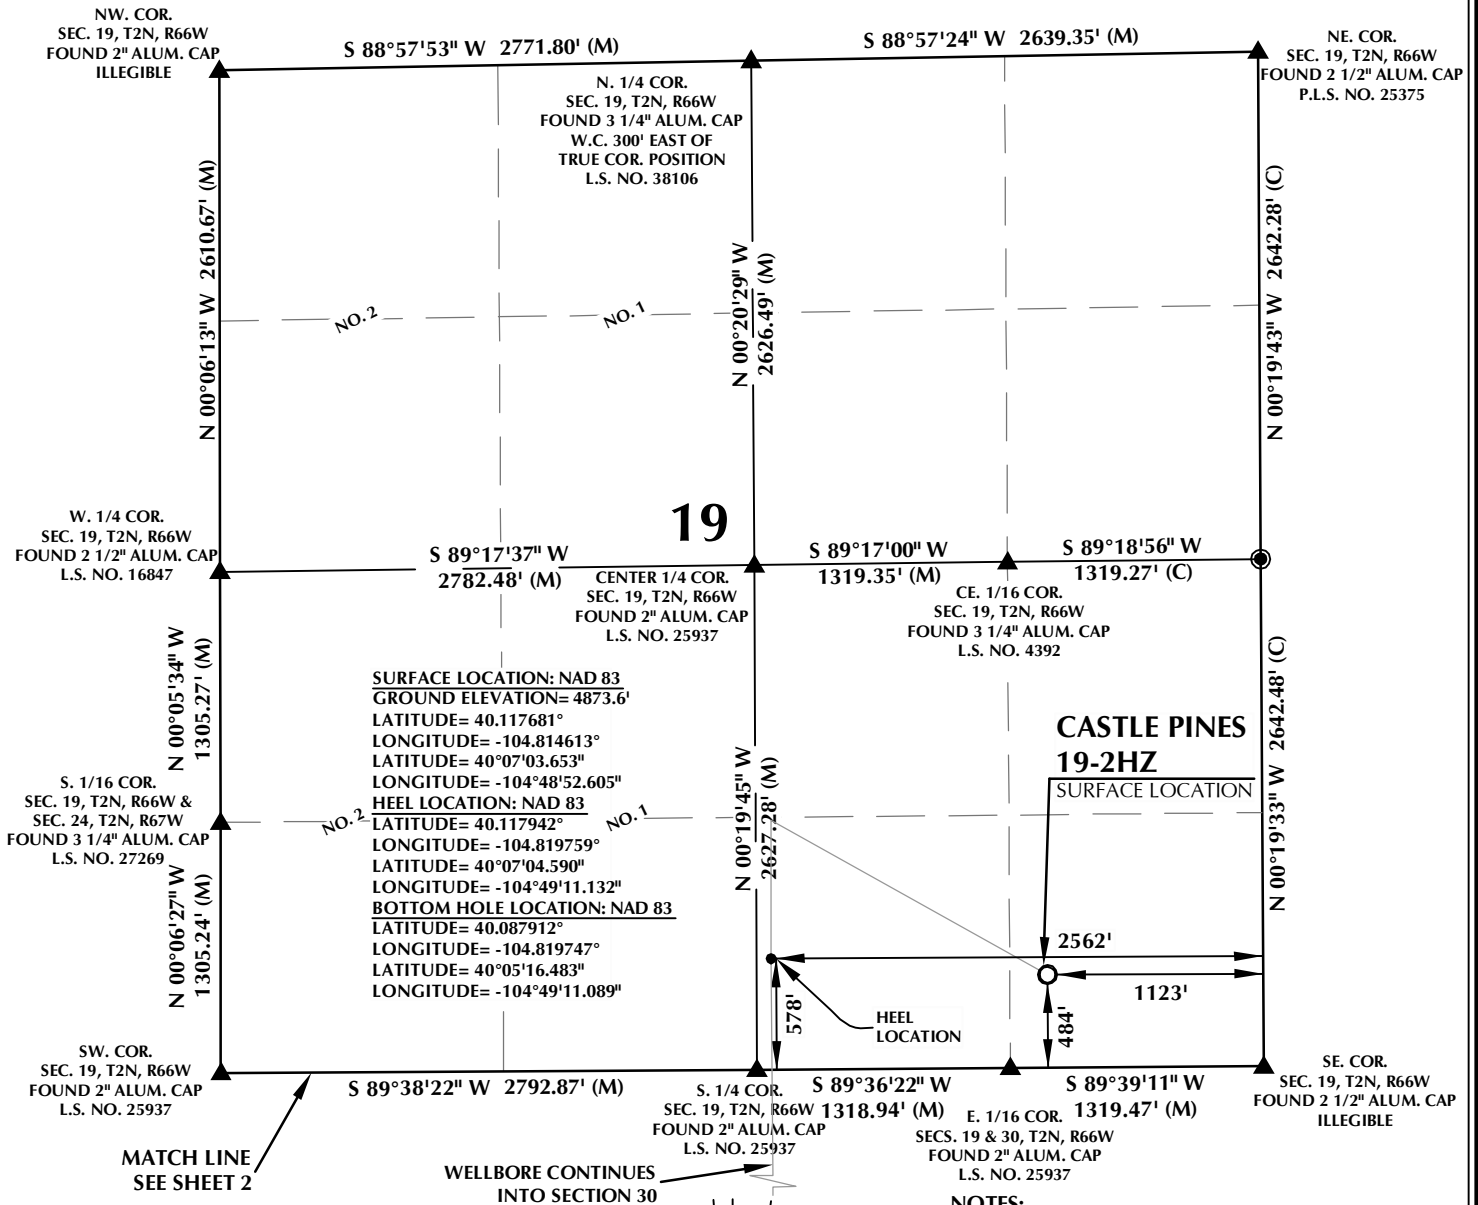 NW. COR.
SEC. 19, T2N, R66W
FOUND 2" ALUM. CAP
ILLEGIBLE
S 88°57'53" W 2771.80' (M)
S 88°57'24" W 2639.35' (M)
NE. COR.
SEC. 19, T2N, R66W
FOUND 2 1/2" ALUM. CAP
P.L.S. NO. 25375
N. 1/4 COR.
SEC. 19, T2N, R66W
FOUND 3 1/4" ALUM. CAP
W.C. 300' EAST OF
TRUE COR. POSITION
L.S. NO. 38106
N 00°06'13" W 2610.67' (M)
N 00°20'29" W
2626.49' (M)
N 00°19'43" W 2642.28' (C)
NO. 2
NO. 1
19
W. 1/4 COR.
SEC. 19, T2N, R66W
FOUND 2 1/2" ALUM. CAP
L.S. NO. 16847
S 89°17'37" W
2782.48' (M)
CENTER 1/4 COR.
SEC. 19, T2N, R66W
FOUND 2" ALUM. CAP
L.S. NO. 25937
S 89°17'00" W
1319.35' (M)
S 89°18'56" W
1319.27' (C)
CE. 1/16 COR.
SEC. 19, T2N, R66W
FOUND 3 1/4" ALUM. CAP
L.S. NO. 4392
N 00°05'34" W
1305.27' (M)
SURFACE LOCATION: NAD 83
GROUND ELEVATION= 4873.6'
LATITUDE= 40.117681°
LONGITUDE= -104.814613°
LATITUDE= 40°07'03.653"
LONGITUDE= -104°48'52.605"
HEEL LOCATION: NAD 83
LATITUDE= 40.117942°
LONGITUDE= -104.819759°
LATITUDE= 40°07'04.590"
LONGITUDE= -104°49'11.132"
BOTTOM HOLE LOCATION: NAD 83
LATITUDE= 40.087912°
LONGITUDE= -104.819747°
LATITUDE= 40°05'16.483"
LONGITUDE= -104°49'11.089"
N 00°19'45" W
2627.28' (M)
CASTLE PINES
19-2HZ
SURFACE LOCATION
N 00°19'33" W 2642.48' (C)
S. 1/16 COR.
SEC. 19, T2N, R66W &
SEC. 24, T2N, R67W
FOUND 3 1/4" ALUM. CAP
L.S. NO. 27269
NO. 2
NO. 1
N 00°06'27" W
1305.24' (M)
2562'
1123'
578'
484'
HEEL
LOCATION
SW. COR.
SEC. 19, T2N, R66W
FOUND 2" ALUM. CAP
L.S. NO. 25937
S 89°38'22" W 2792.87' (M)
S. 1/4 COR.
SEC. 19, T2N, R66W
FOUND 2" ALUM. CAP
L.S. NO. 25937
S 89°36'22" W
1318.94' (M)
E. 1/16 COR.
SECS. 19 & 30, T2N, R66W
FOUND 2" ALUM. CAP
L.S. NO. 25937
S 89°39'11" W
1319.47' (M)
SE. COR.
SEC. 19, T2N, R66W
FOUND 2 1/2" ALUM. CAP
ILLEGIBLE
MATCH LINE
SEE SHEET 2
WELLBORE CONTINUES
INTO SECTION 30
NOTES: